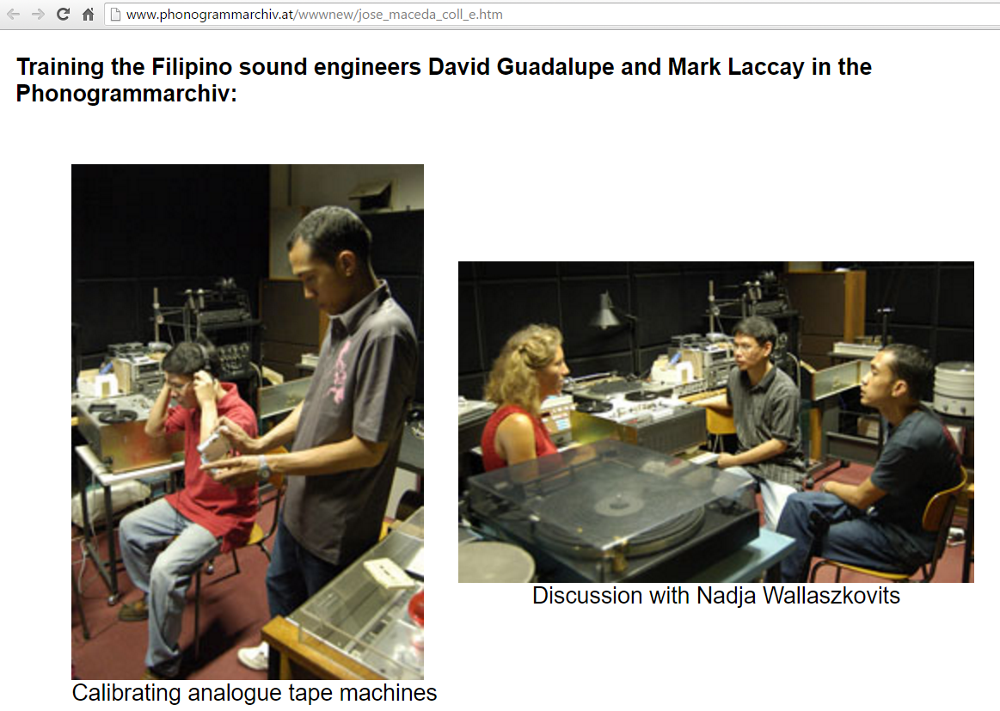 www.phonogrammarchiv.at/wwwnew/jose_maceda_coll_e.htm
Training the Filipino sound engineers David Guadalupe and Mark Laccay in the
Phonogrammarchiv:
Discussion with Nadja Wallaszkovits
Calibrating analogue tape machines